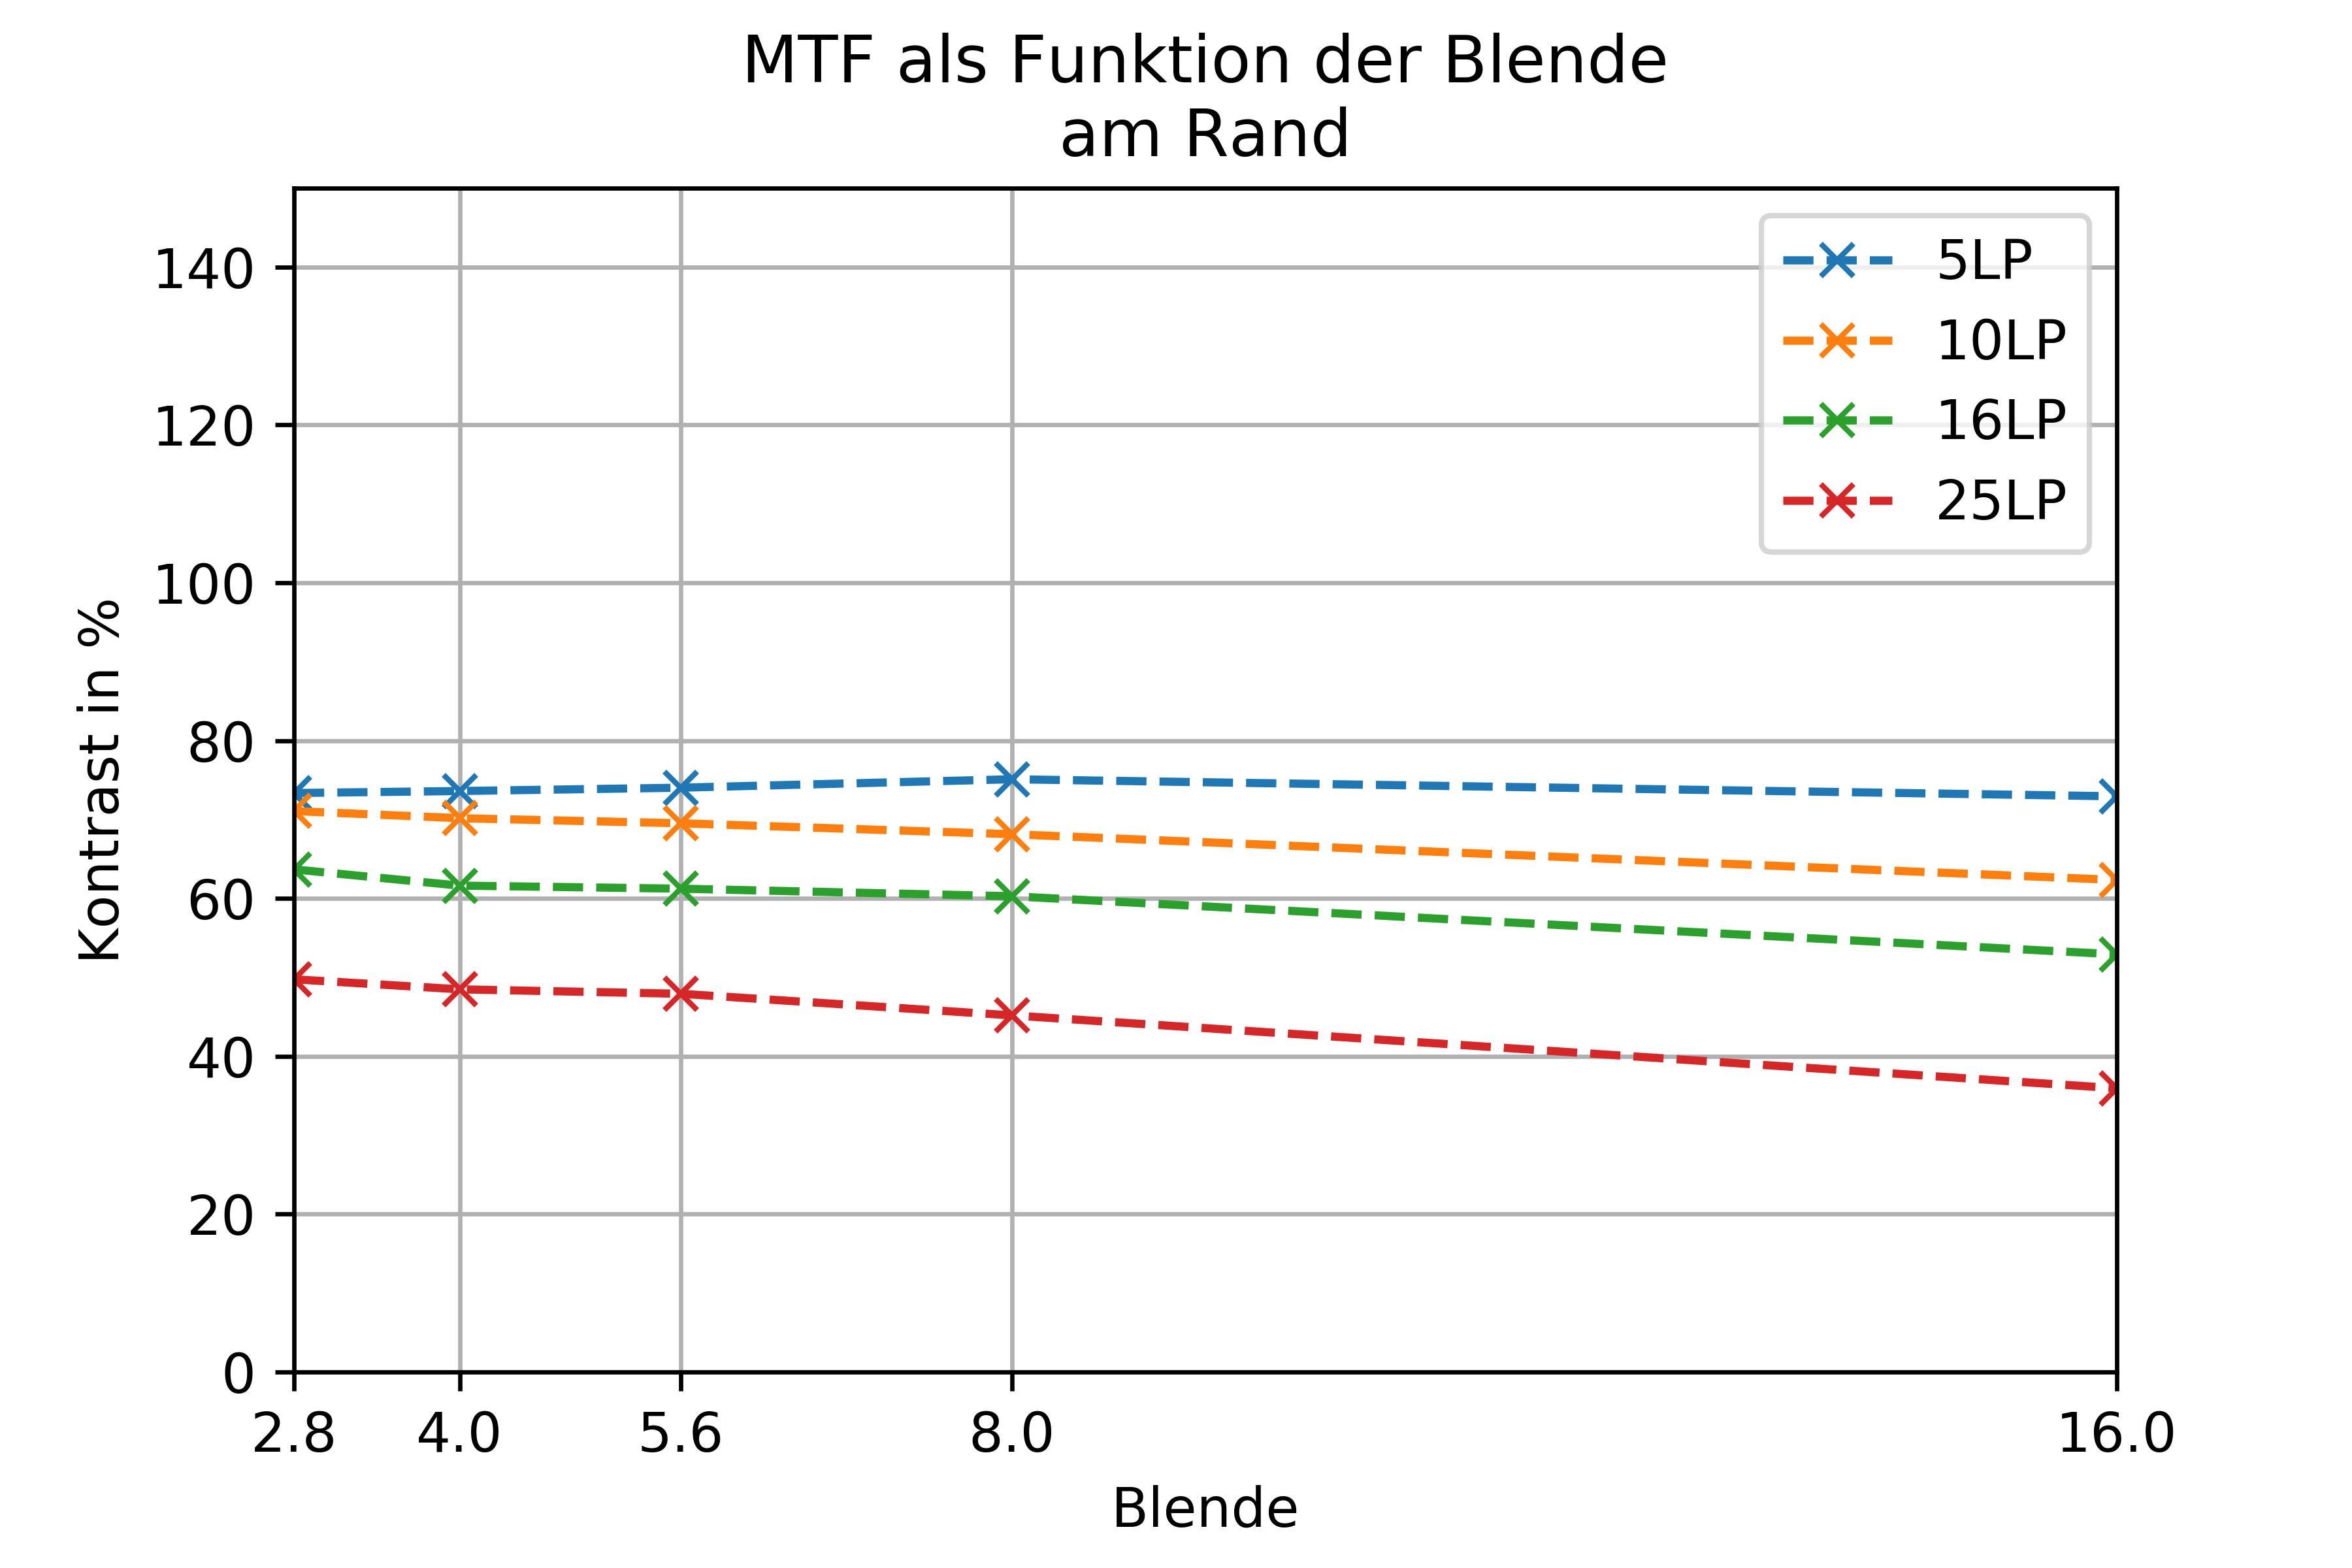 MTF als Funktion der Blende
am Rand
Kontrast in %
140
120
100
80
60
40
20
0
5LP
10LP
16LP
25LP
2.8 4.0 5.6 8.0 16.0
Blende